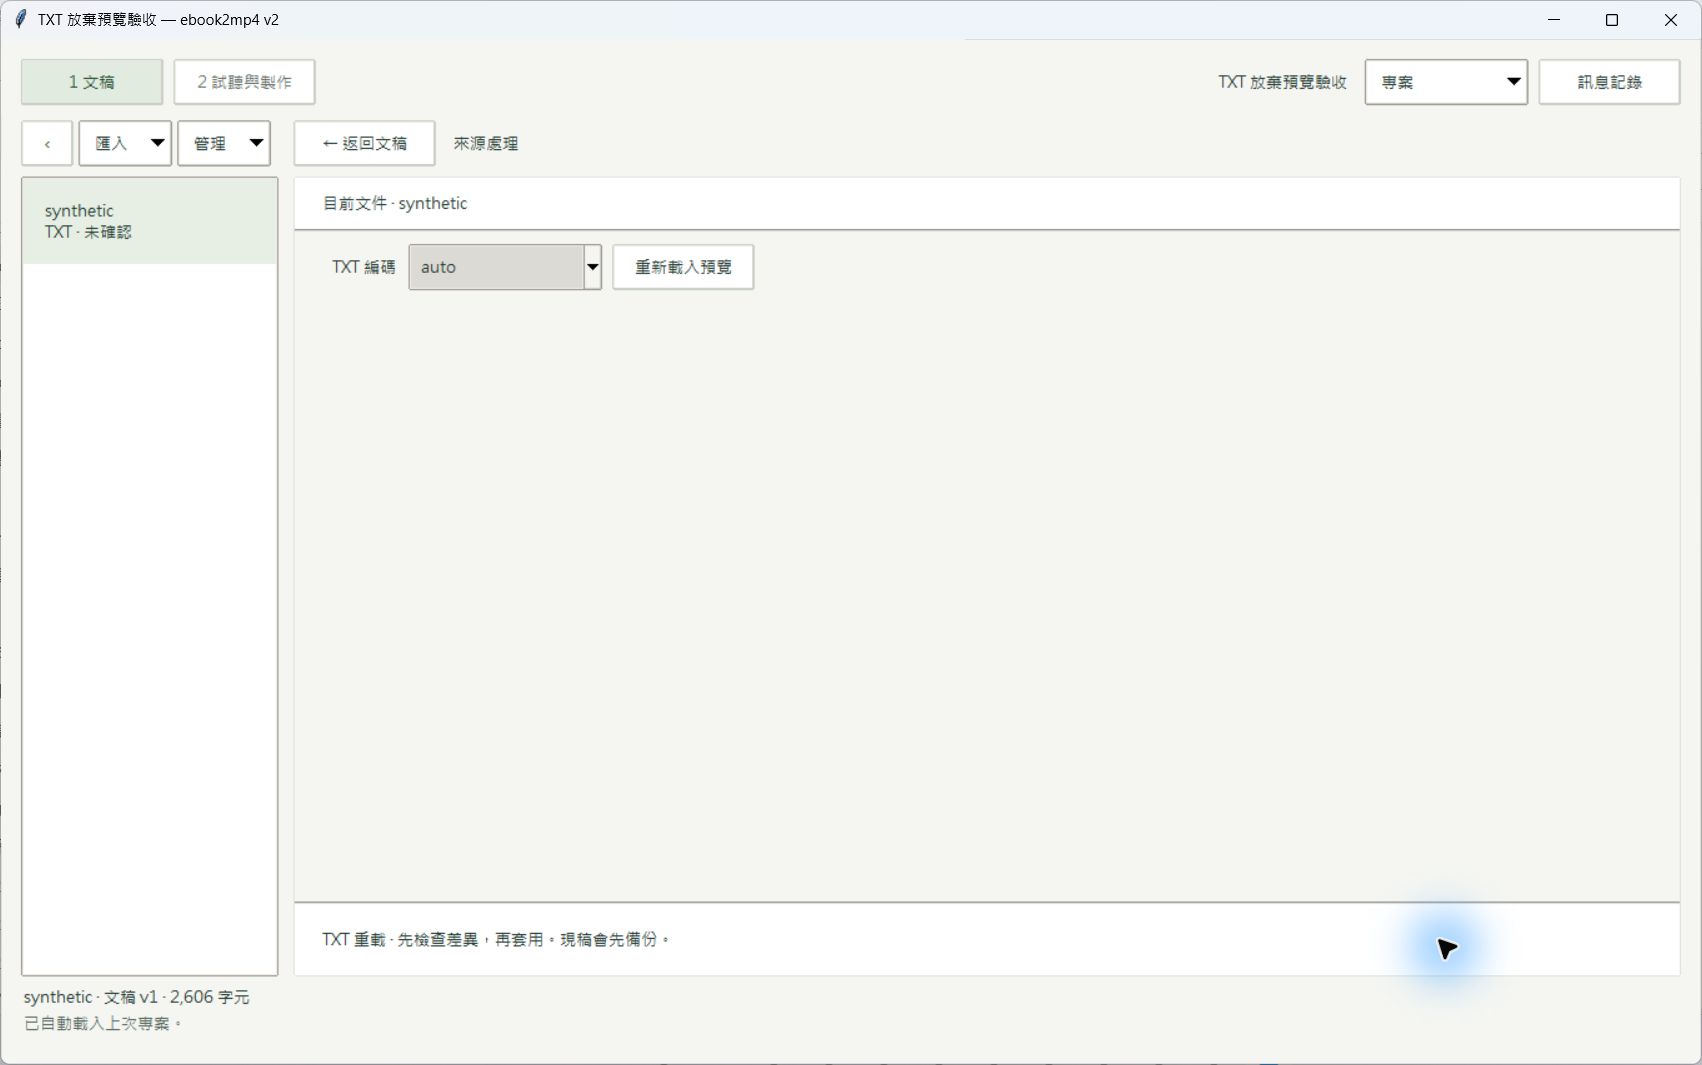 TXT 放棄預覽驗收 — ebook2mp4 v2
1 文稿
2 試聽與製作
TXT 放棄預覽驗收
專案
訊息記錄
‹
匯入
管理
← 返回文稿
來源處理
synthetic
TXT · 未確認
目前文件 · synthetic
TXT 編碼
auto
重新載入預覽
TXT 重載 · 先檢查差異，再套用。現稿會先備份。
synthetic · 文稿 v1 · 2,606 字元
已自動載入上次專案。